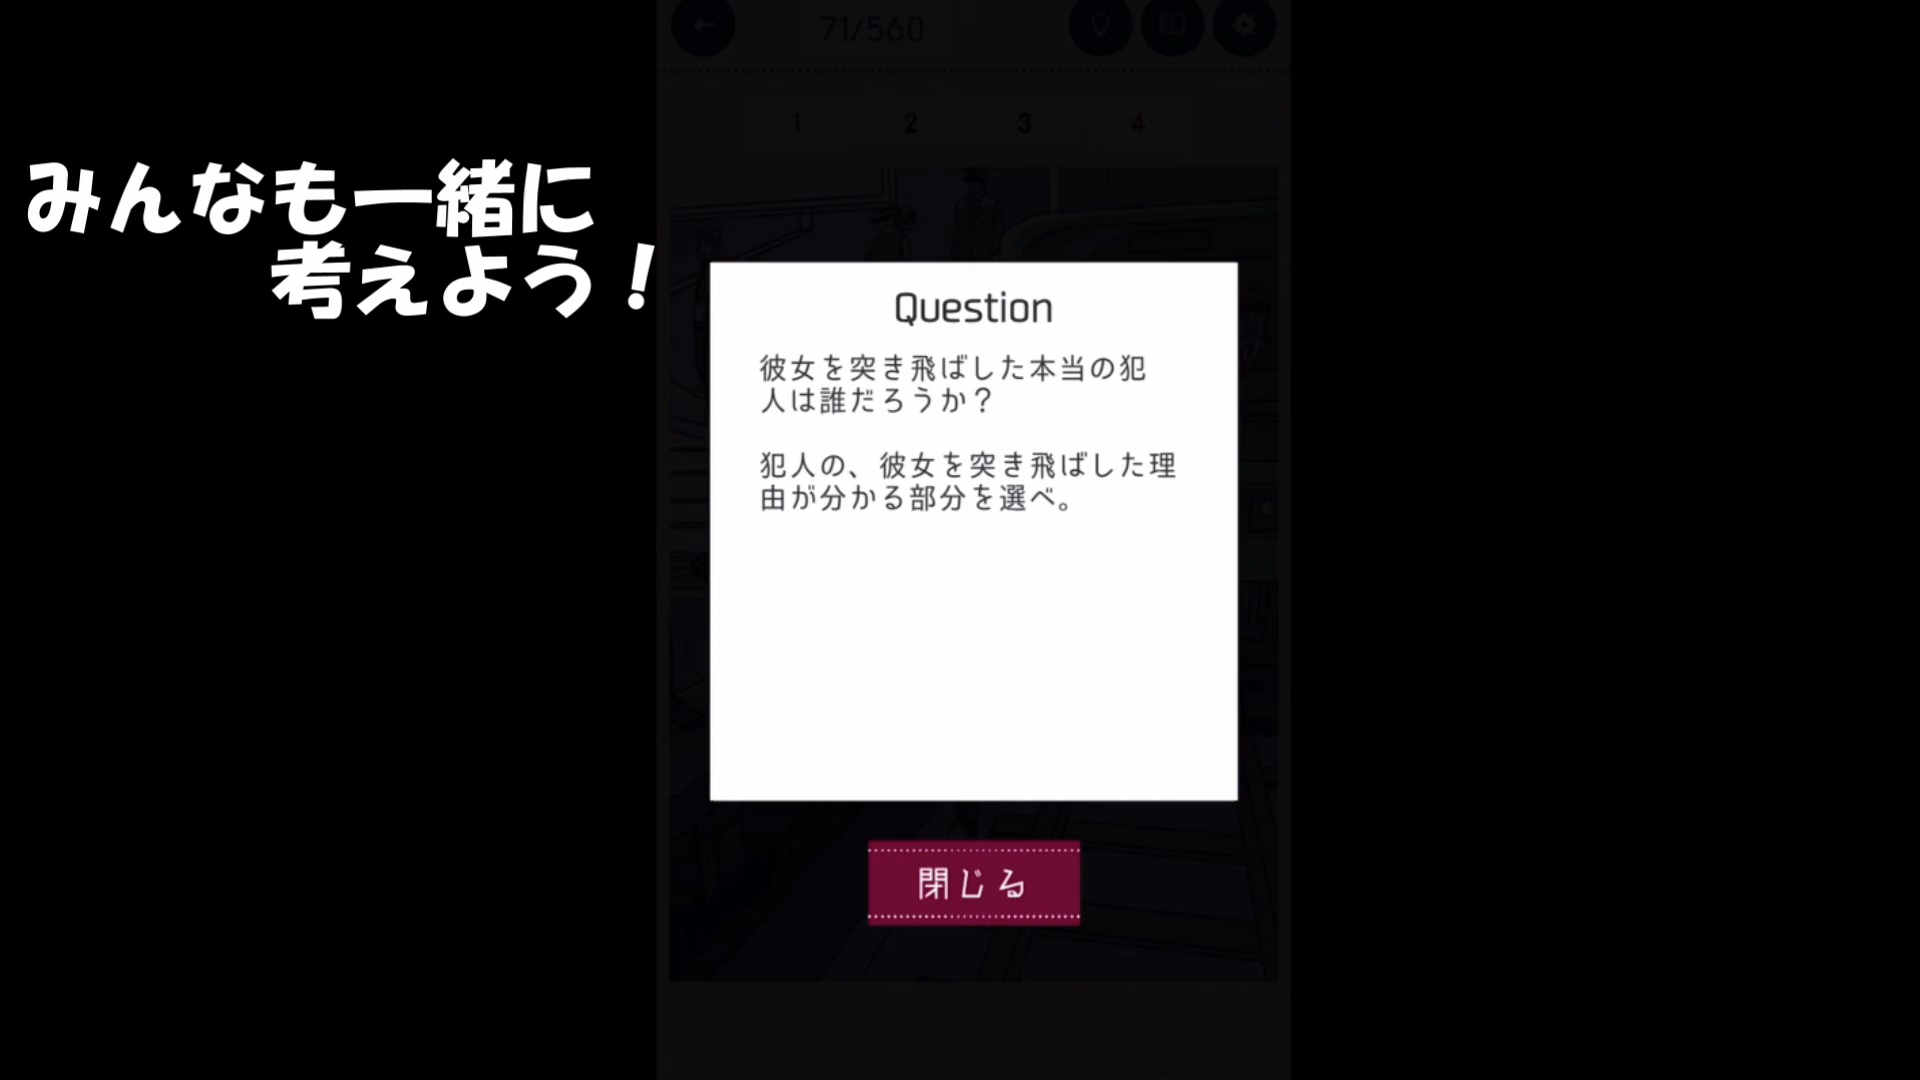 71/560
1 2 3 4
みんなも一緒に
考えよう!
Question
彼女を突き飛ばした本当の犯
人は誰だろうか?
犯人の、彼女を突き飛ばした理
由が分かる部分を選べ。
閉じる